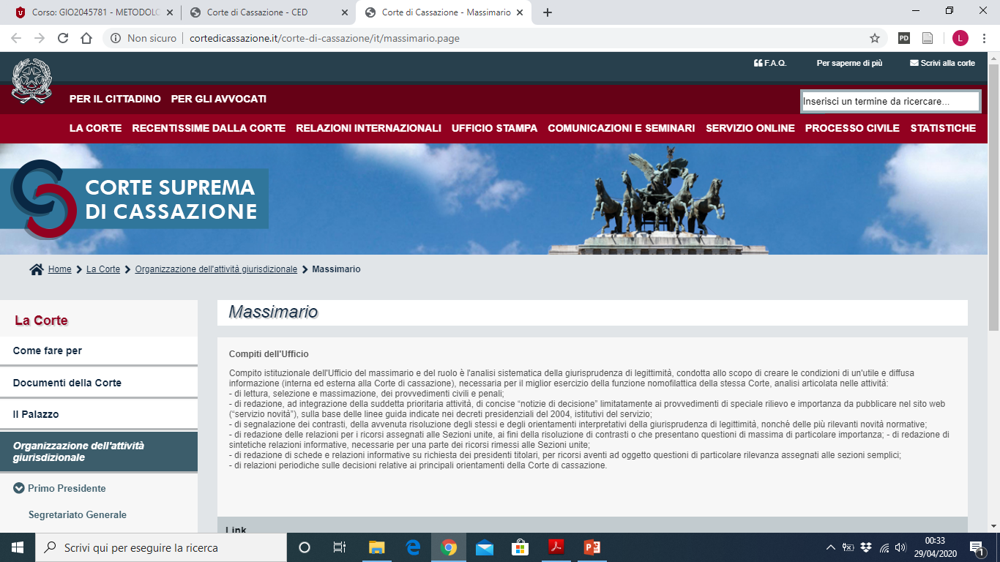 Corso: GIO2045781 - METODOLO
Corte di Cassazione - CED
Corte di Cassazione - Massimario
Non sicuro
cortedicassazione.it/corte-di-cassazione/it/massimario.page
PD
L
F.A.Q.
Per saperne di più
Scrivi alla corte
PER IL CITTADINO
PER GLI AVVOCATI
Inserisci un termine da ricercare...
LA CORTE
RECENTISSIME DALLA CORTE
RELAZIONI INTERNAZIONALI
UFFICIO STAMPA
COMUNICAZIONI E SEMINARI
SERVIZIO ONLINE
PROCESSO CIVILE
STATISTICHE
CORTE SUPREMA
DI CASSAZIONE
Home
La Corte
Organizzazione dell'attività giurisdizionale
Massimario
La Corte
Come fare per
Documenti della Corte
Il Palazzo
Organizzazione dell'attività
giurisdizionale
Primo Presidente
Segretariato Generale
Massimario
Compiti dell'Ufficio
Compito istituzionale dell'Ufficio del massimario e del ruolo è l'analisi sistematica della giurisprudenza di legittimità, condotta allo scopo di creare le condizioni di un'utile e diffusa
informazione (interna ed esterna alla Corte di cassazione), necessaria per il miglior esercizio della funzione nomofilattica della stessa Corte, analisi articolata nelle attività:
- di lettura, selezione e massimazione, dei provvedimenti civili e penali;
- di redazione, ad integrazione della suddetta prioritaria attività, di concise “notizie di decisione” limitatamente ai provvedimenti di speciale rilievo e importanza da pubblicare nel sito web
(“servizio novità”), sulla base delle linee guida indicate nei decreti presidenziali del 2004, istitutivi del servizio;
- di segnalazione dei contrasti, della avvenuta risoluzione degli stessi e degli orientamenti interpretativi della giurisprudenza di legittimità, nonché delle più rilevanti novità normative;
- di redazione delle relazioni per i ricorsi assegnati alle Sezioni unite, ai fini della risoluzione di contrasti o che presentano questioni di massima di particolare importanza; - di redazione di
sintetiche relazioni informative, necessarie per una parte dei ricorsi rimessi alle Sezioni unite;
- di redazione di schede e relazioni informative su richiesta dei presidenti titolari, per ricorsi aventi ad oggetto questioni di particolare rilevanza assegnati alle sezioni semplici;
- di relazioni periodiche sulle decisioni relative ai principali orientamenti della Corte di cassazione.
Link
Scrivi qui per eseguire la ricerca
00:33
29/04/2020
1